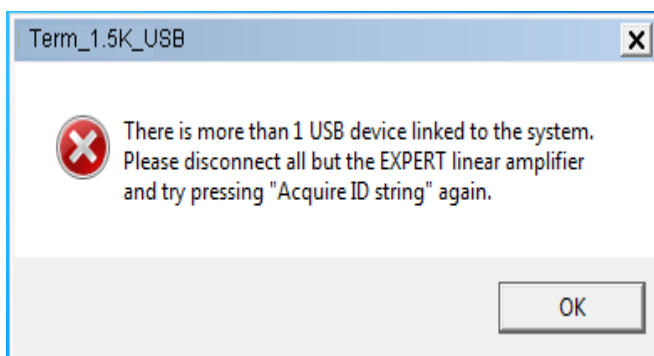 Term_1.5K_USB
There is more than 1 USB device linked to the system.
Please disconnect all but the EXPERT linear amplifier
and try pressing "Acquire ID string" again.
OK